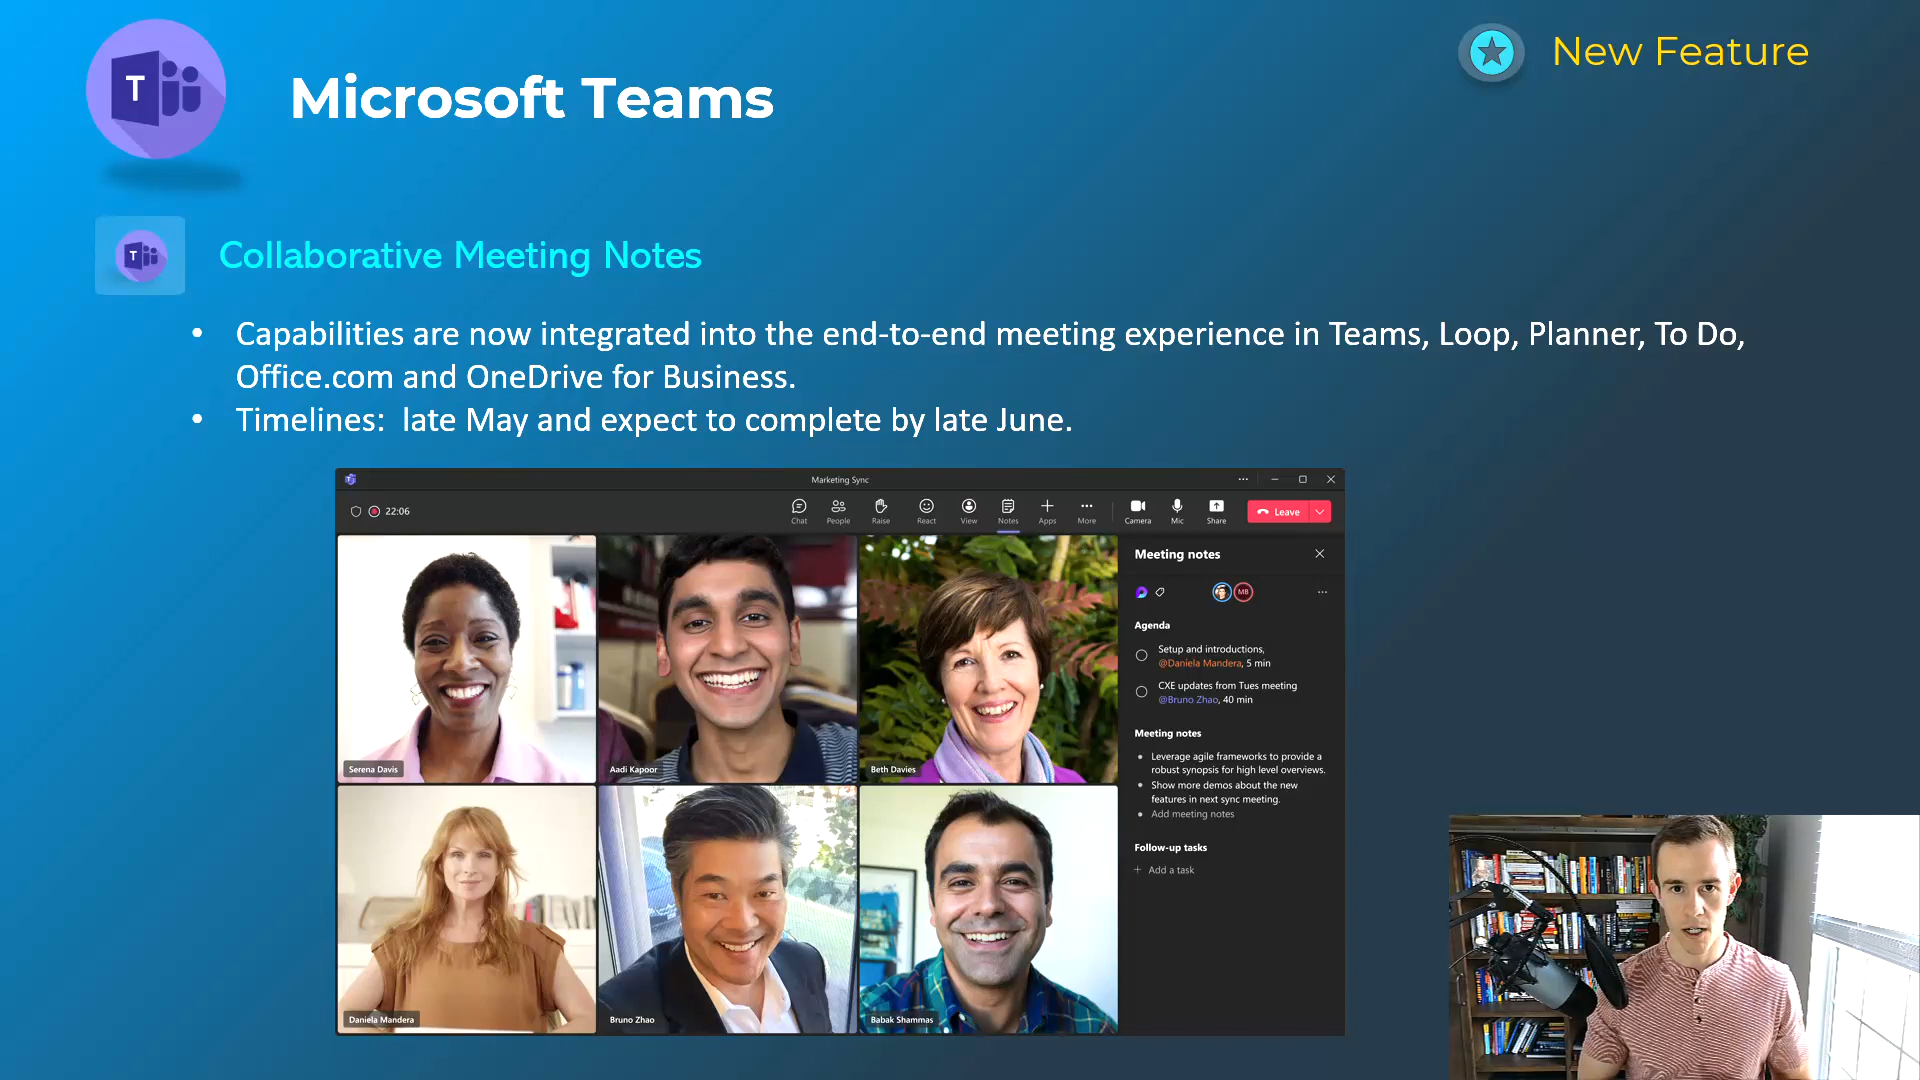 T
Microsoft Teams
New Feature
T
Collaborative Meeting Notes
• Capabilities are now integrated into the end-to-end meeting experience in Teams, Loop, Planner, To Do,
Office.com and OneDrive for Business.
• Timelines:  late May and expect to complete by late June.
Marketing Sync
22:06
Chat People Raise React View Notes Apps More Camera Mic Share Leave
Meeting notes
MB
Agenda
Setup and introductions,
@Daniela Mandera, 5 min
CXE updates from Tues meeting
@Bruno Zhao, 40 min
Meeting notes
• Leverage agile frameworks to provide a
robust synopsis for high level overviews.
• Show more demos about the new
features in next sync meeting.
• Add meeting notes
Follow-up tasks
+ Add a task
Serena Davis
Aadi Kapoor
Beth Davies
Daniela Mandera
Bruno Zhao
Babak Shammas